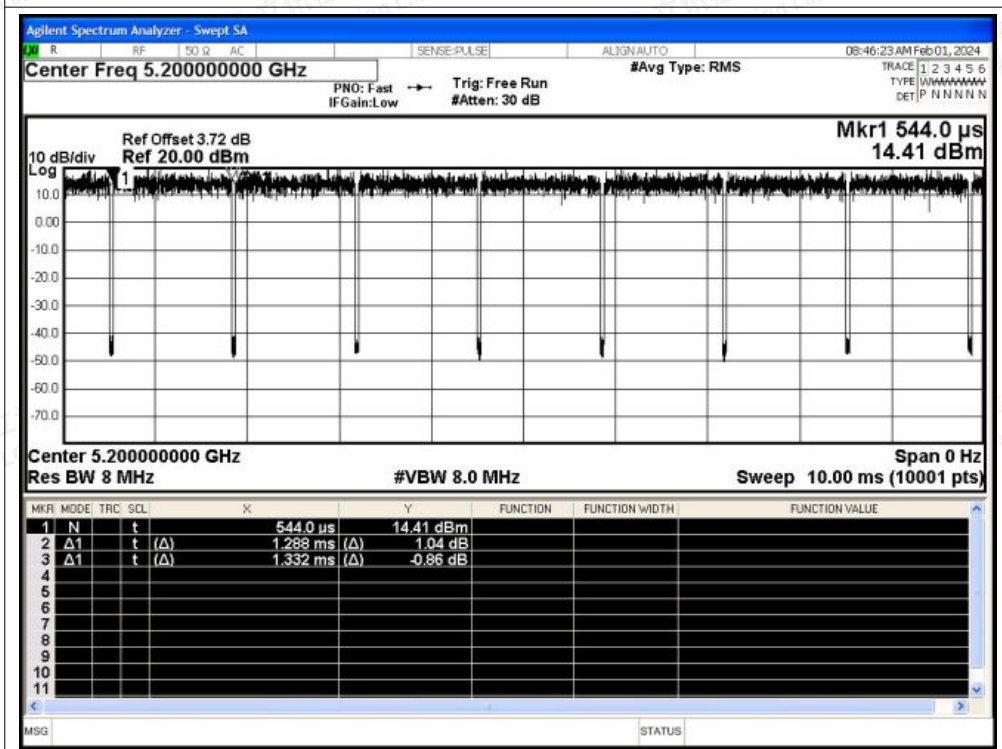 Agilent Spectrum Analyzer - Swept SA
R RF 50 Ω AC SENSE:PULSE ALIGNAUTO 08:46:23 AM Feb 01, 2024
Center Freq 5.200000000 GHz #Avg Type: RMS TRACE 1 2 3 4 5 6
PNO: Fast Trig: Free Run TYPE
IFGain:Low #Atten: 30 dB DET P N N N N N
Mkr1 544.0 µs
Ref Offset 3.72 dB
10 dB/div Ref 20.00 dBm 14.41 dBm
Log
1
10.0
0.00
-10.0
-20.0
-30.0
-40.0
-50.0
-60.0
-70.0
Center 5.200000000 GHz Span 0 Hz
Res BW 8 MHz #VBW 8.0 MHz Sweep 10.00 ms (10001 pts)
MKR MODE TRC SCL X Y FUNCTION FUNCTION WIDTH FUNCTION VALUE
1 N t 544.0 µs 14.41 dBm
2 Δ1 t (Δ) 1.288 ms (Δ) 1.04 dB
3 Δ1 t (Δ) 1.332 ms (Δ) -0.86 dB
4
5
6
7
8
9
10
11
MSG STATUS